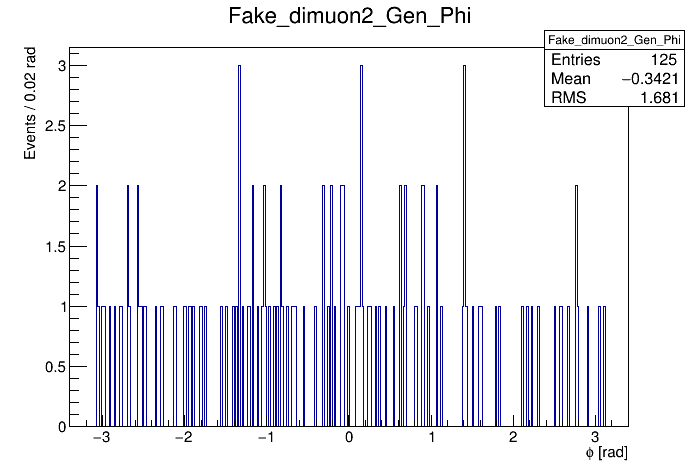 Fake_dimuon2_Gen_Phi
Fake_dimuon2_Gen_Phi
Entries 125
Mean −0.3421
RMS 1.681
Events / 0.02 rad
3
2.5
2
1.5
1
0.5
0
−3 −2 −1 0 1 2 3
ϕ [rad]